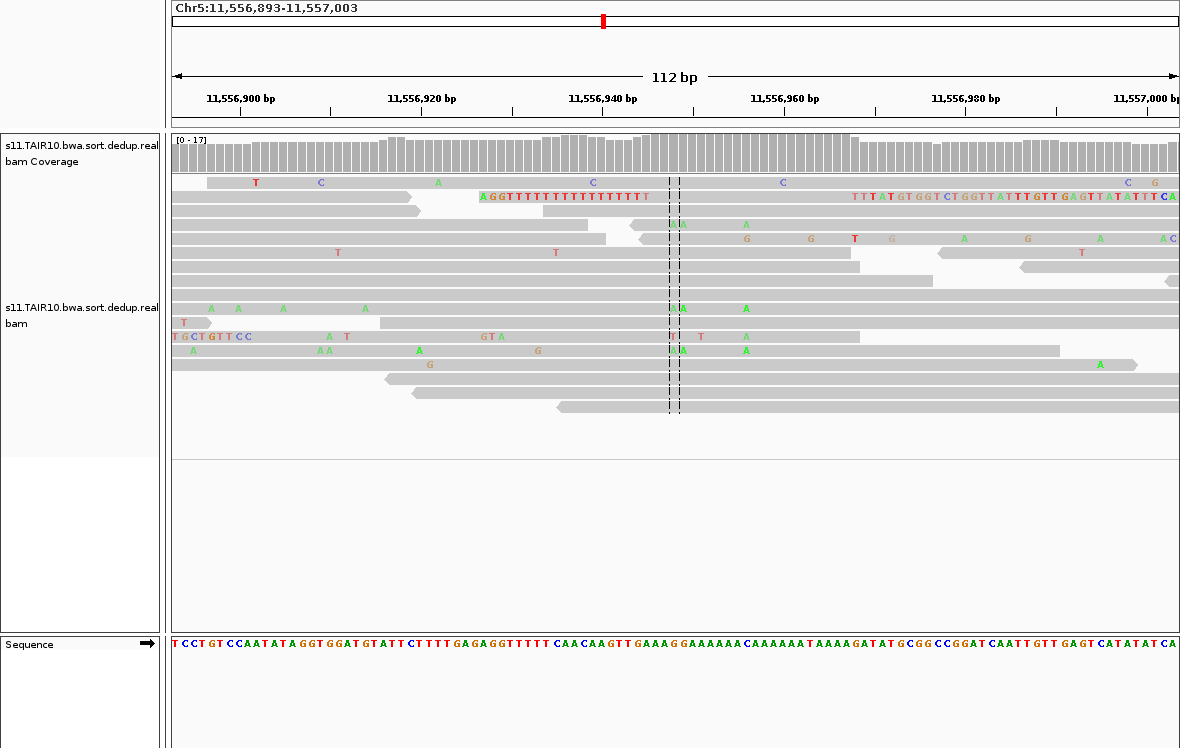 Chr5:11,556,893-11,557,003
112 bp
11,556,900 bp 11,556,920 bp 11,556,940 bp 11,556,960 bp 11,556,980 bp 11,557,000 bp
s11.TAIR10.bwa.sort.dedup.real
bam Coverage
[0 - 17]
T C A C C C G
AGGTTTTTTTTTTTTTTTT TTTATGTGGTCTGGTTATTTGTTGAGTTATATTTCA
A A A
G G T G A G A A C
T T T
s11.TAIR10.bwa.sort.dedup.real
bam
A A A A A A A
T
TGCTGTTCC A T GTA T T A
A AA A G A A A
G A
Sequence
TCCTGTCCAATATAGGTGGATGTATTCTTTTGAGAGGTTTTTCAACAAGTTGAAAGGAAAAAACAAAAAATAAAAGATATGCGGCCGGATCAATTGTTGAGTCATATATCA